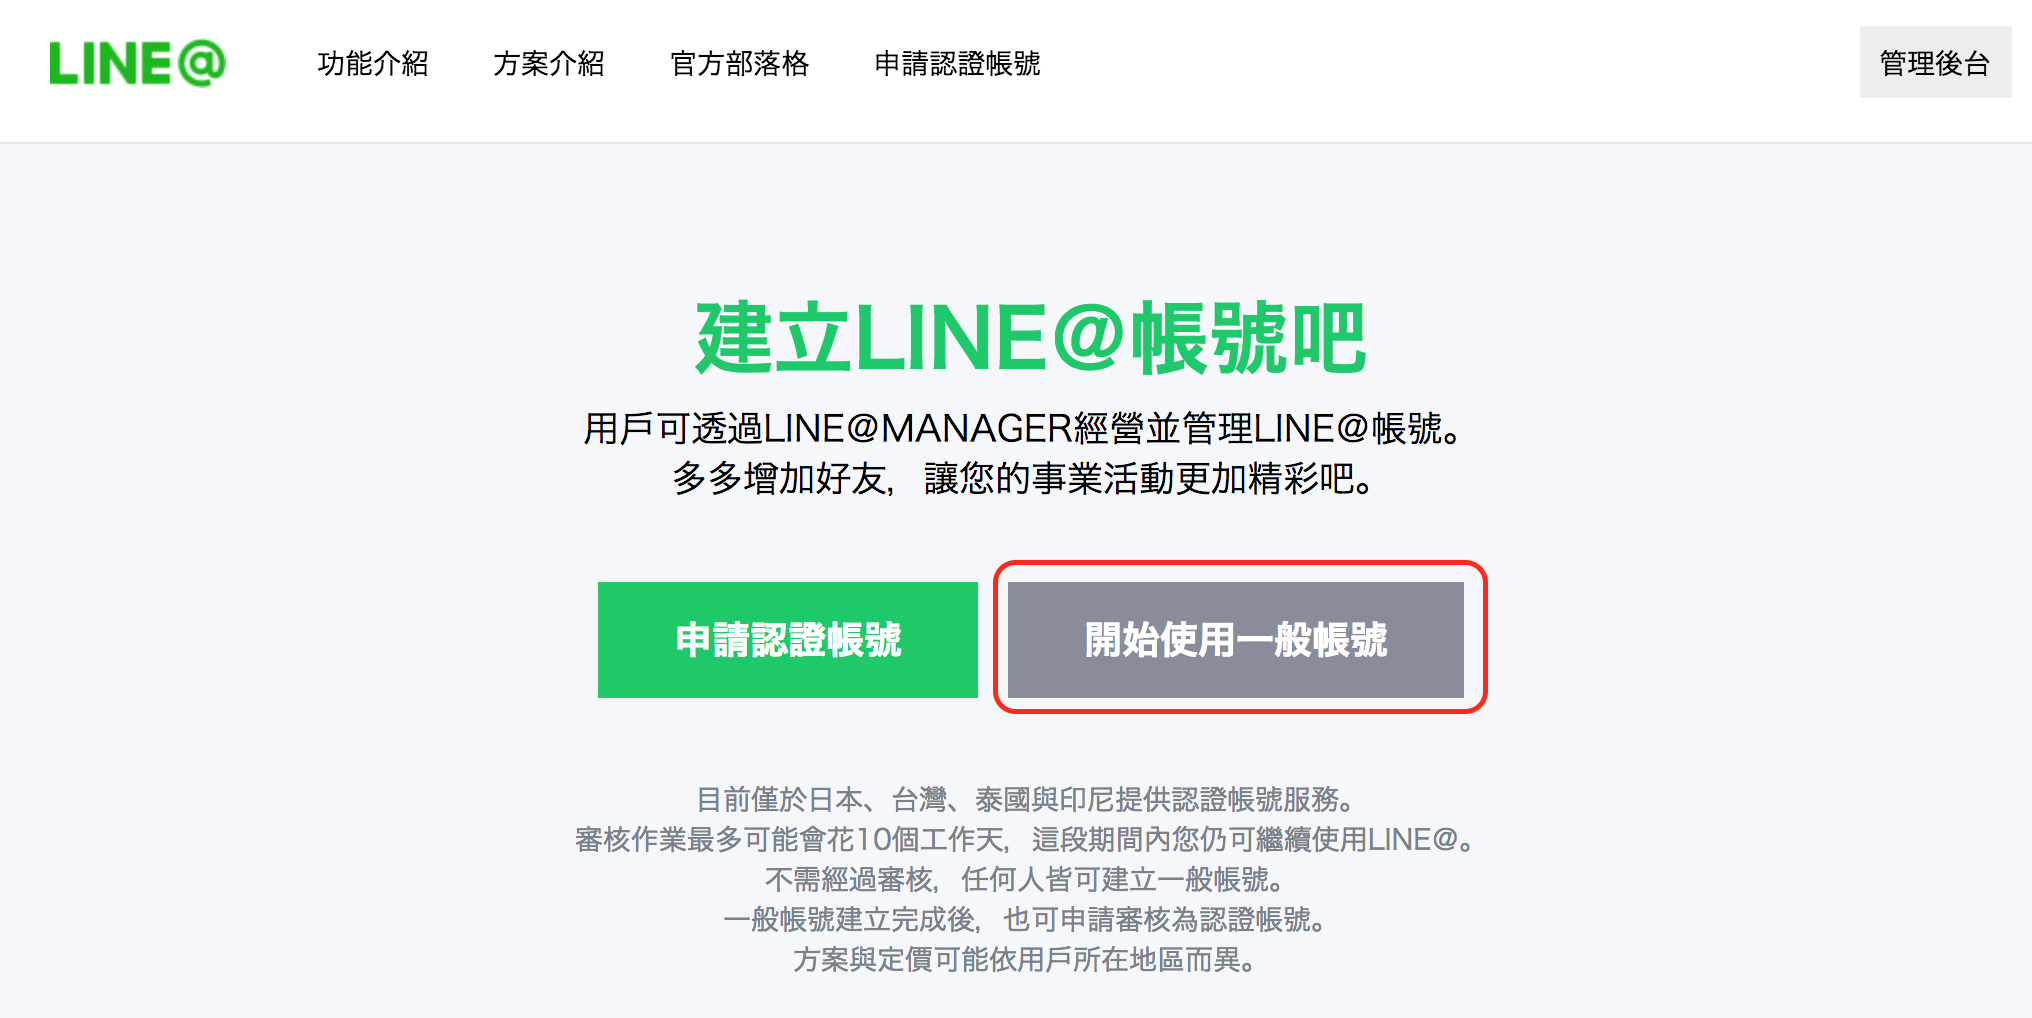 LINE@
功能介紹
方案介紹
官方部落格
申請認證帳號
管理後台
建立LINE@帳號吧
用戶可透過LINE@MANAGER經營並管理LINE@帳號。
多多增加好友，讓您的事業活動更加精彩吧。
申請認證帳號
開始使用一般帳號
目前僅於日本、台灣、泰國與印尼提供認證帳號服務。
審核作業最多可能會花10個工作天，這段期間內您仍可繼續使用LINE@。
不需經過審核，任何人皆可建立一般帳號。
一般帳號建立完成後，也可申請審核為認證帳號。
方案與定價可能依用戶所在地區而異。